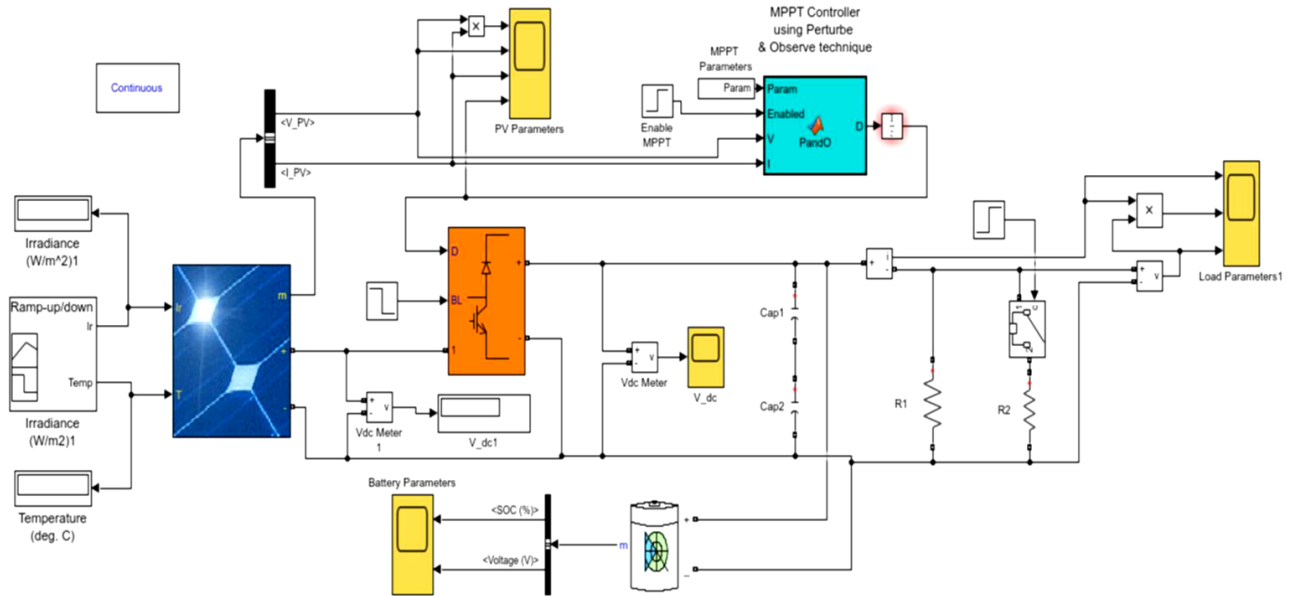 MPPT Controller
using Perturbe
& Observe technique
MPPT
Parameters
Param
Param
Enabled
V
I
D
PandO
Enable
MPPT
X
PV Parameters
Continuous
<V_PV>
<I_PV>
Irradiance
(W/m^2)1
Ramp-up/down
Ir
Temp
Irradiance
(W/m2)1
Temperature
(deg. C)
Ir
T
m
+
-
D
BL
1
+
-
+
-
v
Vdc Meter
1
V_dc1
+
-
v
Vdc Meter
V_dc
Cap1
Cap2
i
+
-
X
+
-
v
Load Parameters1
c
1
2
R1
R2
Battery Parameters
<SOC (%)>
<Voltage (V)>
m
+
_